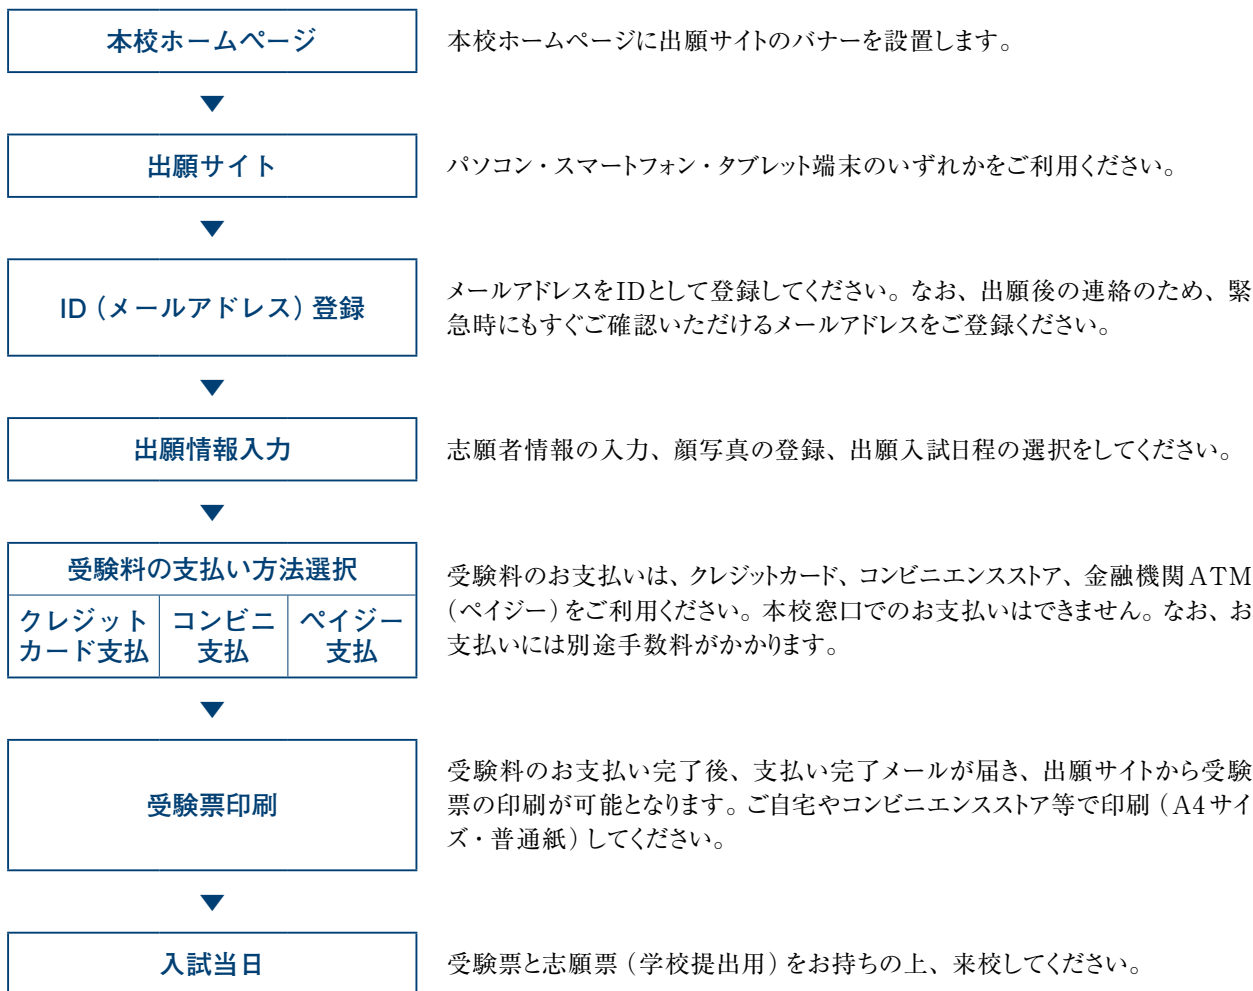 本校ホームページ
本校ホームページに出願サイトのバナーを設置します。
▼
出願サイト
パソコン・スマートフォン・タブレット端末のいずれかをご利用ください。
▼
ID（メールアドレス）登録
メールアドレスをIDとして登録してください。なお、出願後の連絡のため、緊
急時にもすぐご確認いただけるメールアドレスをご登録ください。
▼
出願情報入力
志願者情報の入力、顔写真の登録、出願入試日程の選択をしてください。
▼
受験料の支払い方法選択
クレジット
カード支払
コンビニ
支払
ペイジー
支払
受験料のお支払いは、クレジットカード、コンビニエンスストア、金融機関ATM
（ペイジー）をご利用ください。本校窓口でのお支払いはできません。なお、お
支払いには別途手数料がかかります。
▼
受験票印刷
受験料のお支払い完了後、支払い完了メールが届き、出願サイトから受験
票の印刷が可能となります。ご自宅やコンビニエンスストア等で印刷（A4サイ
ズ・普通紙）してください。
▼
入試当日
受験票と志願票（学校提出用）をお持ちの上、来校してください。